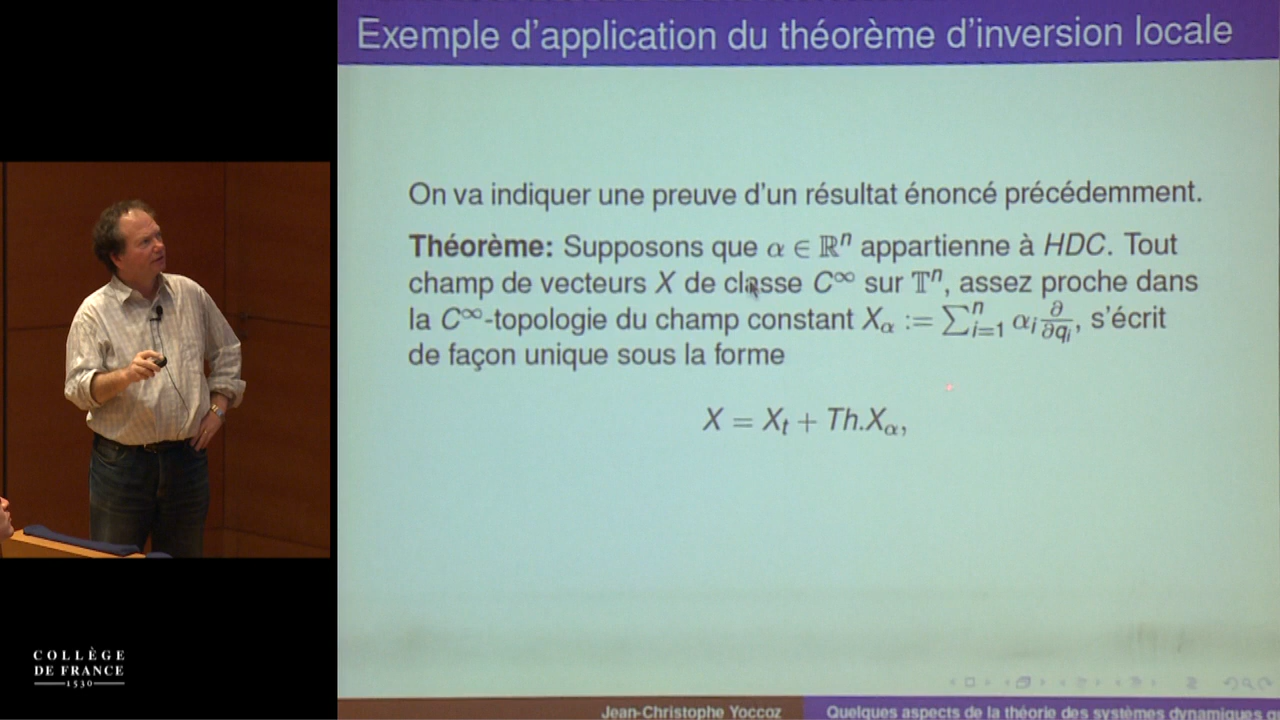 Exemple d'application du théorème d'inversion locale
On va indiquer une preuve d'un résultat énoncé précédemment.
Théorème: Supposons que α ∈ ℝⁿ appartienne à HDC. Tout
champ de vecteurs X de classe C^∞ sur 𝕋ⁿ, assez proche dans
la C^∞-topologie du champ constant X_α := ∑_{i=1}^n α_i ∂/∂q_i, s'écrit
de façon unique sous la forme
X = X_t + Th.X_α,
COLLÈGE
DE FRANCE
1530
Jean-Christophe Yoccoz
Quelques aspects de la théorie des systèmes dynamiques